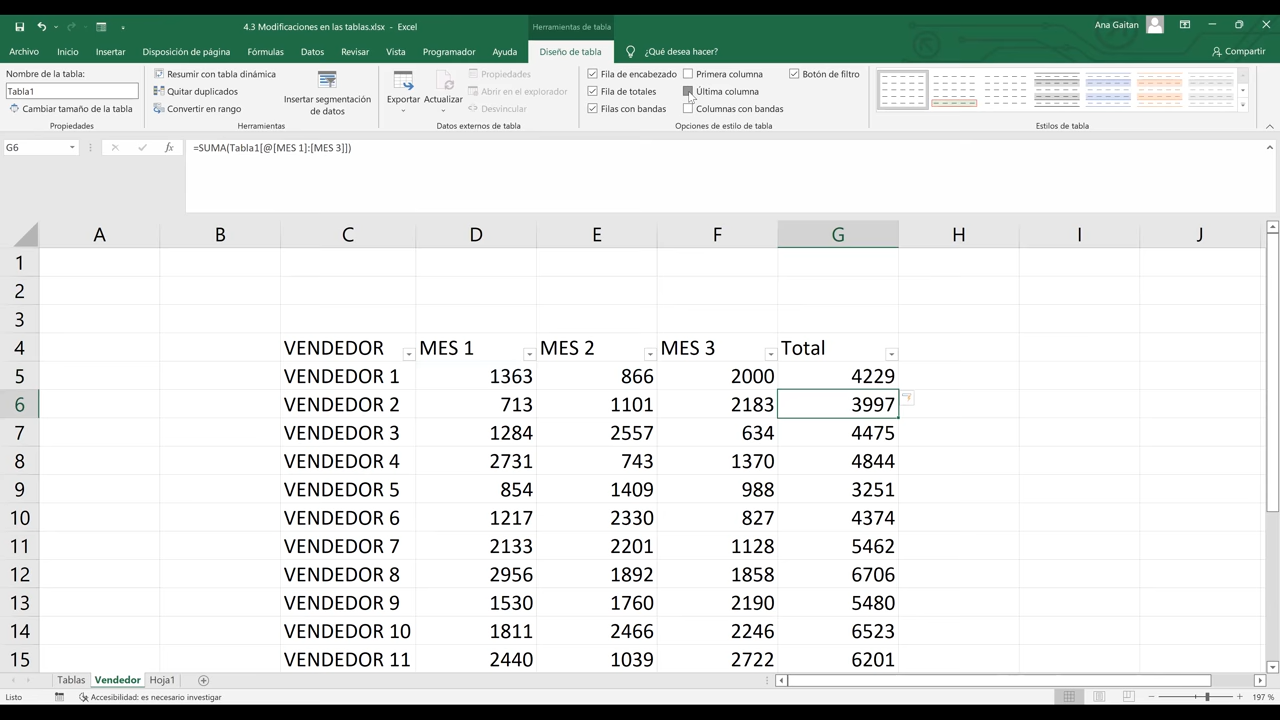 4.3 Modificaciones en las tablas.xlsx - Excel
Herramientas de tabla
Ana Gaitan
Archivo Inicio Insertar Disposición de página Fórmulas Datos Revisar Vista Programador Ayuda Diseño de tabla ¿Qué desea hacer? Compartir
Nombre de la tabla:
Tabla1
Cambiar tamaño de la tabla
Propiedades
Resumir con tabla dinámica
Quitar duplicados
Convertir en rango
Insertar segmentación
de datos
Herramientas
Propiedades
Datos externos de tabla
Fila de encabezado Primera columna Botón de filtro
Fila de totales Última columna
Filas con bandas Columnas con bandas
Opciones de estilo de tabla
Estilos de tabla
G6 fx =SUMA(Tabla1[@[MES 1]:[MES 3]])
A B C D E F G H I J
1
2
3
4 VENDEDOR MES 1 MES 2 MES 3 Total
5 VENDEDOR 1 1363 866 2000 4229
6 VENDEDOR 2 713 1101 2183 3997
7 VENDEDOR 3 1284 2557 634 4475
8 VENDEDOR 4 2731 743 1370 4844
9 VENDEDOR 5 854 1409 988 3251
10 VENDEDOR 6 1217 2330 827 4374
11 VENDEDOR 7 2133 2201 1128 5462
12 VENDEDOR 8 2956 1892 1858 6706
13 VENDEDOR 9 1530 1760 2190 5480
14 VENDEDOR 10 1811 2466 2246 6523
15 VENDEDOR 11 2440 1039 2722 6201
Tablas Vendedor Hoja1
Listo Accesibilidad: es necesario investigar 197 %